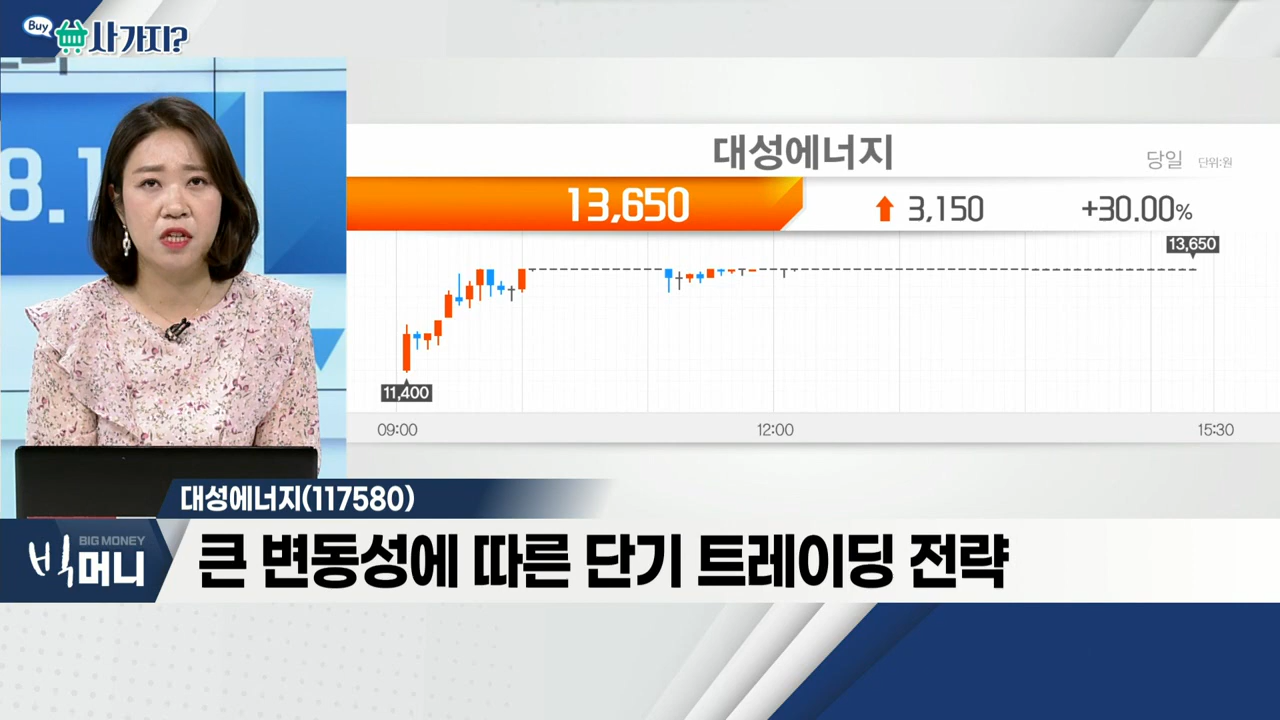 Buy
사가지?
8.1
대성에너지
당일 단위:원
13,650
3,150
+30.00%
13,650
11,400
09:00
12:00
15:30
대성에너지(117580)
BIG MONEY
빅머니
큰 변동성에 따른 단기 트레이딩 전략